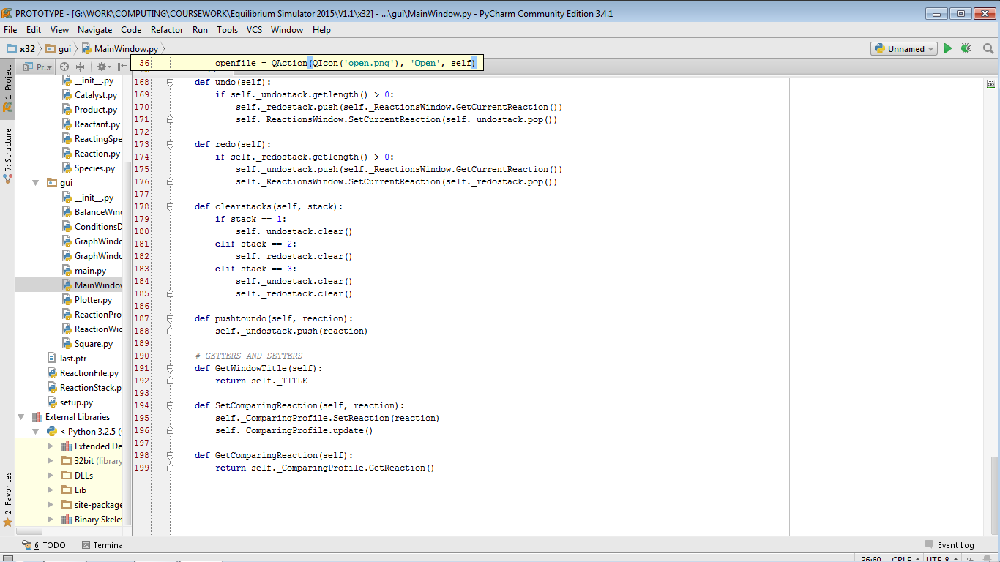 PROTOTYPE - [G:\WORK\COMPUTING\COURSEWORK\Equilibrium Simulator 2015\V1.1\x32] - ...\gui\MainWindow.py - PyCharm Community Edition 3.4.1
File Edit View Navigate Code Refactor Run Tools VCS Window Help
x32 gui MainWindow.py Unnamed
36 openfile = QAction(QIcon('open.png'), 'Open', self)
1: Project
7: Structure
2: Favorites
Pr..
__init__.py
Catalyst.py
Product.py
Reactant.py
ReactingSpe
Reaction.py
Species.py
gui
__init__.py
BalanceWind
ConditionsD
GraphWindo
GraphWindo
main.py
MainWindow
Plotter.py
ReactionPro
ReactionWid
Square.py
last.ptr
ReactionFile.py
ReactionStack.py
setup.py
External Libraries
< Python 3.2.5 (
Extended De
32bit (library
DLLs
Lib
site-package
Binary Skelet
168 def undo(self):
169 if self._undostack.getlength() > 0:
170 self._redostack.push(self._ReactionsWindow.GetCurrentReaction())
171 self._ReactionsWindow.SetCurrentReaction(self._undostack.pop())
172
173 def redo(self):
174 if self._redostack.getlength() > 0:
175 self._undostack.push(self._ReactionsWindow.GetCurrentReaction())
176 self._ReactionsWindow.SetCurrentReaction(self._redostack.pop())
177
178 def clearstacks(self, stack):
179 if stack == 1:
180 self._undostack.clear()
181 elif stack == 2:
182 self._redostack.clear()
183 elif stack == 3:
184 self._undostack.clear()
185 self._redostack.clear()
186
187 def pushtoundo(self, reaction):
188 self._undostack.push(reaction)
189
190 # GETTERS AND SETTERS
191 def GetWindowTitle(self):
192 return self._TITLE
193
194 def SetComparingReaction(self, reaction):
195 self._ComparingProfile.SetReaction(reaction)
196 self._ComparingProfile.update()
197
198 def GetComparingReaction(self):
199 return self._ComparingProfile.GetReaction()
6: TODO Terminal Event Log
36:60 CRLF UTF-8